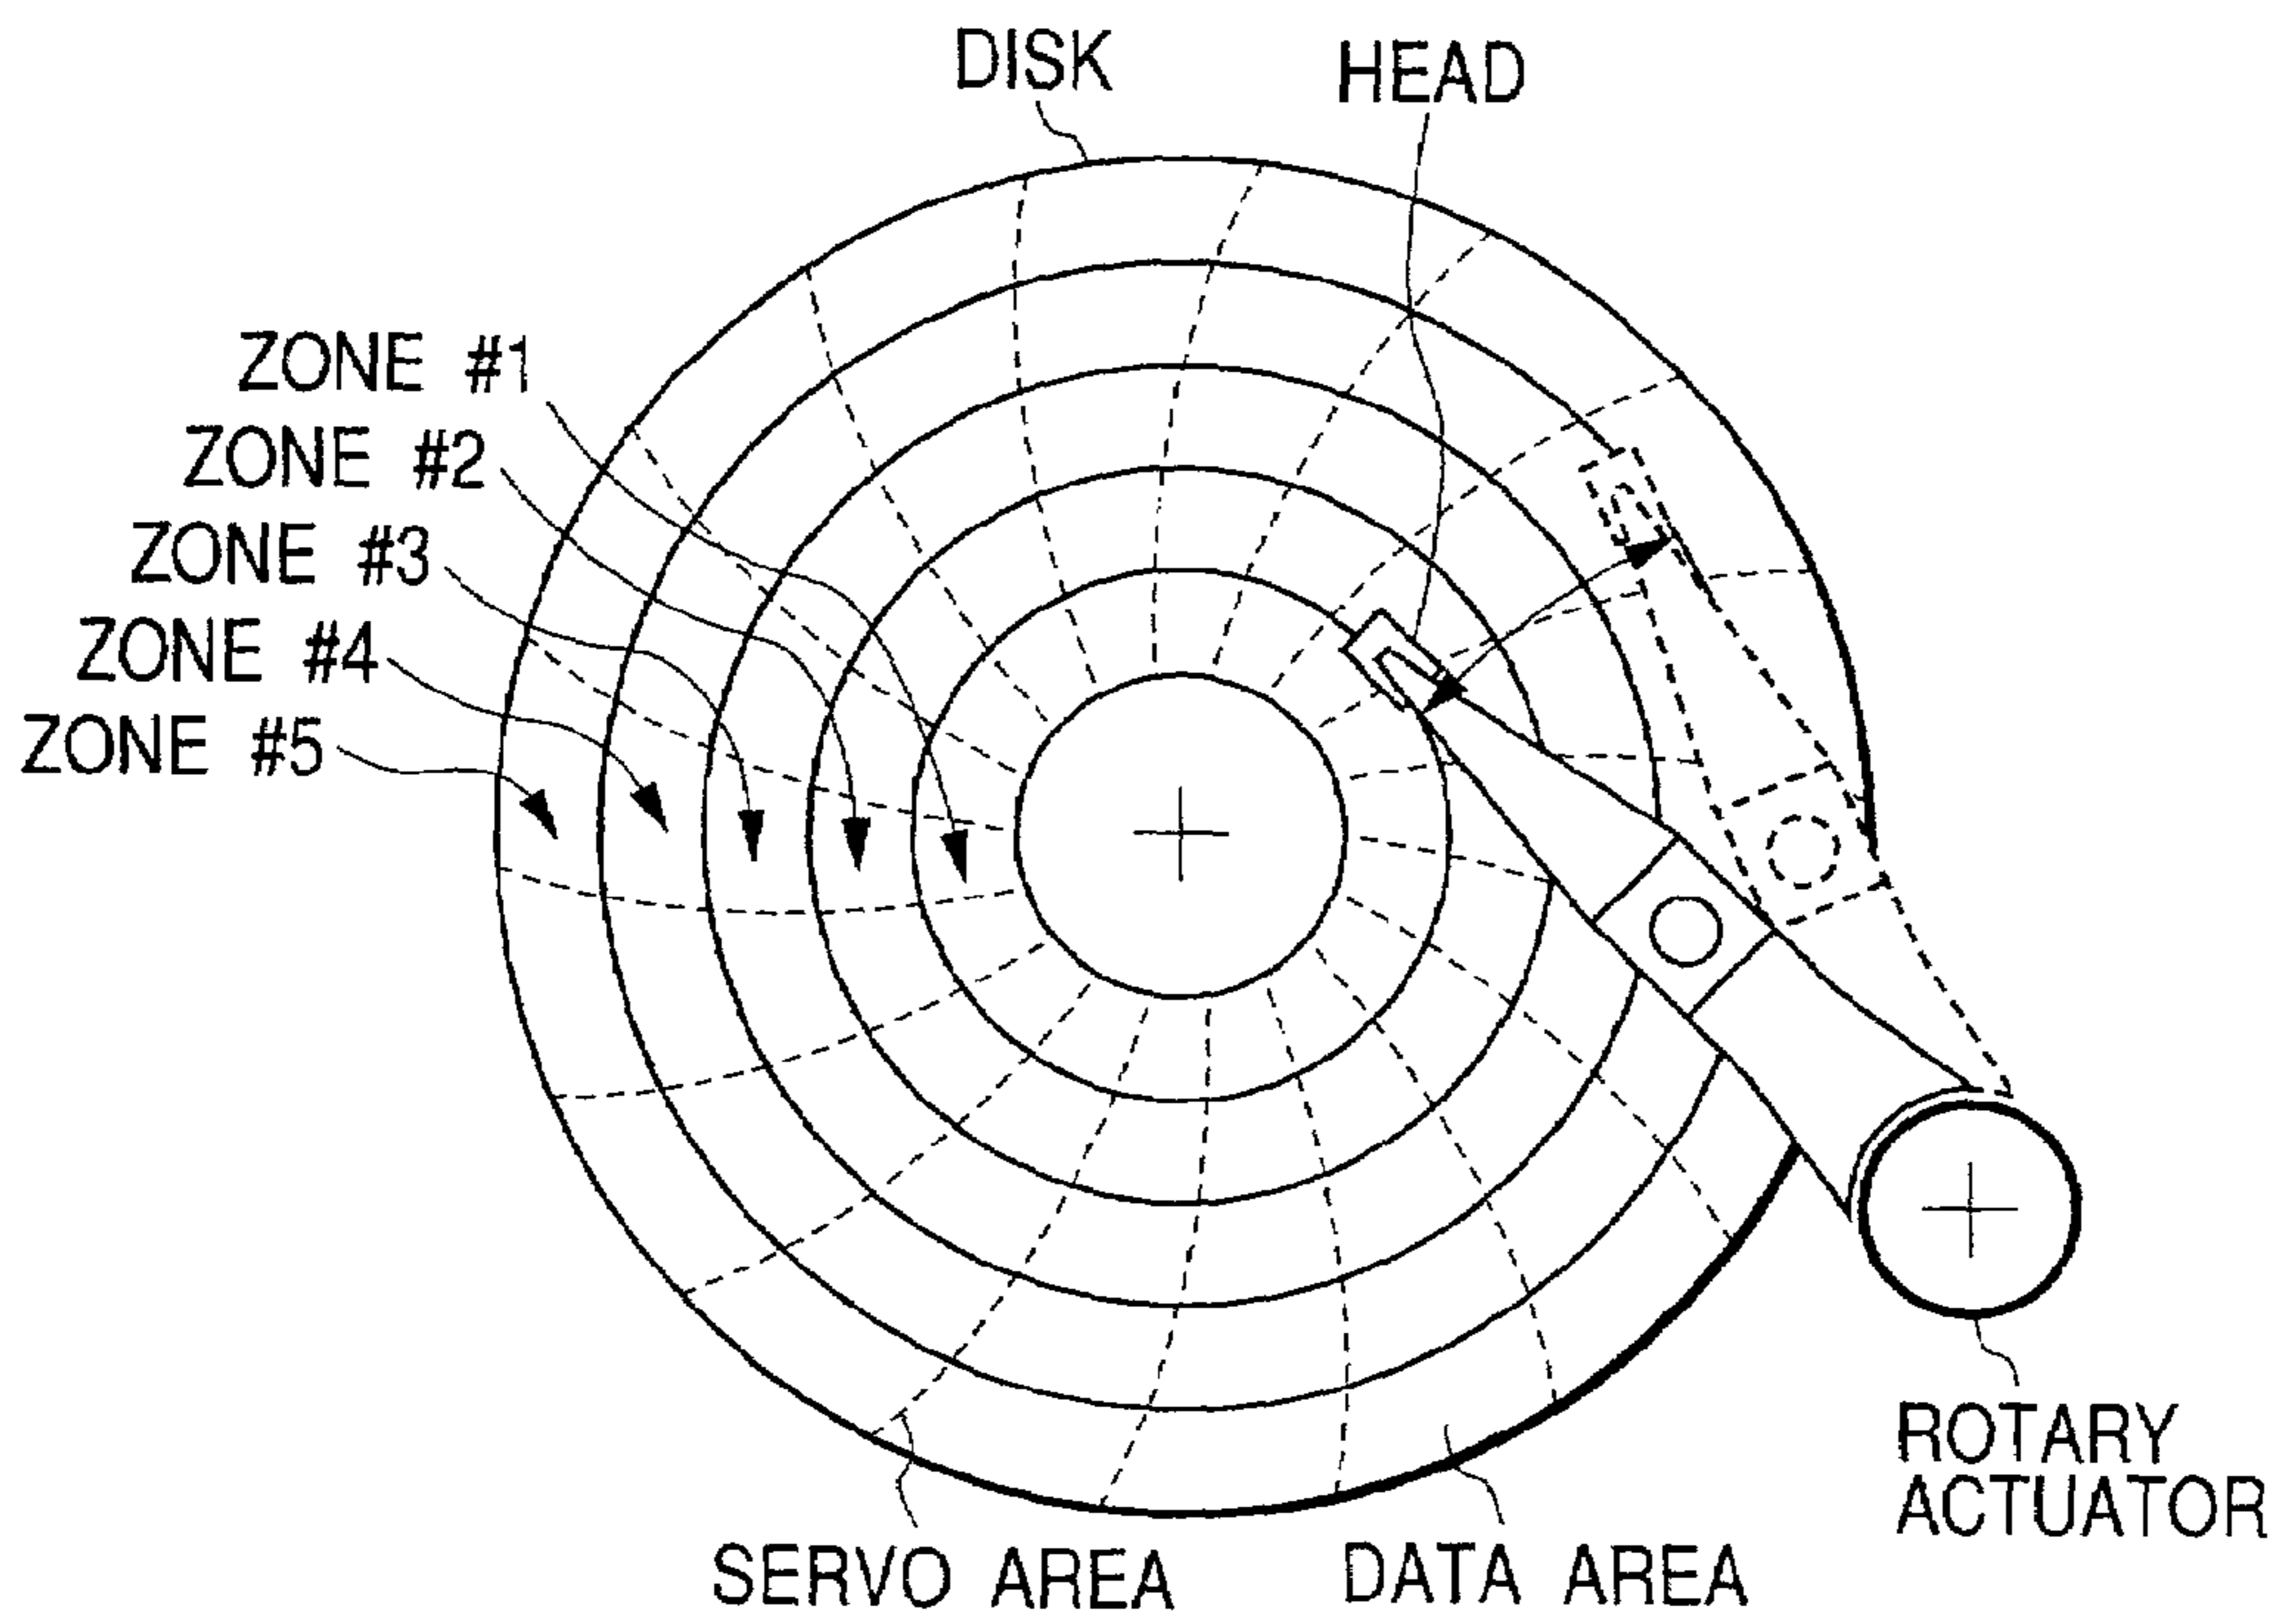 DISK
HEAD
ZONE #1
ZONE #2
ZONE #3
ZONE #4
ZONE #5
SERVO AREA
DATA AREA
ROTARY
ACTUATOR